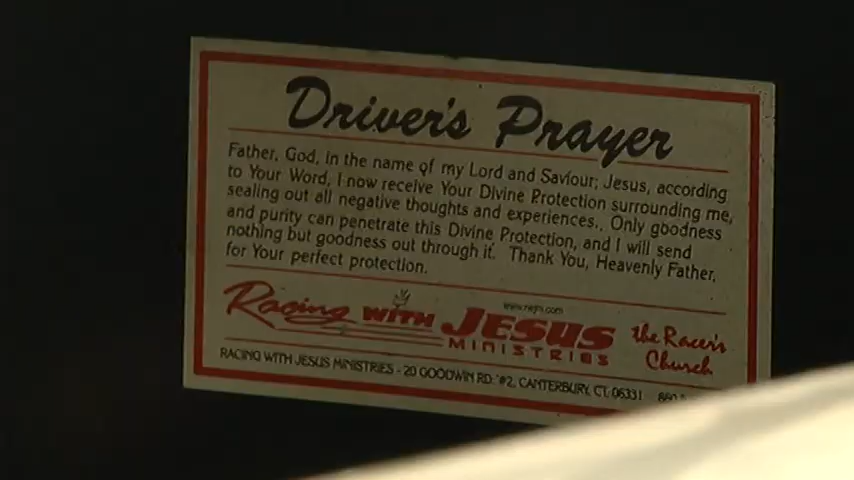 Driver's Prayer
Father, God, in the name of my Lord and Saviour; Jesus, according
to Your Word, I now receive Your Divine Protection surrounding me,
sealing out all negative thoughts and experiences.. Only goodness
and purity can penetrate this Divine Protection, and I will send
nothing but goodness out through it. Thank You, Heavenly Father,
for Your perfect protection.
Racing WITH JESUS
MINISTRIES
the Racer's
Church
RACING WITH JESUS MINISTRIES - 20 GOODWIN RD. #2, CANTERBURY, CT. 06331